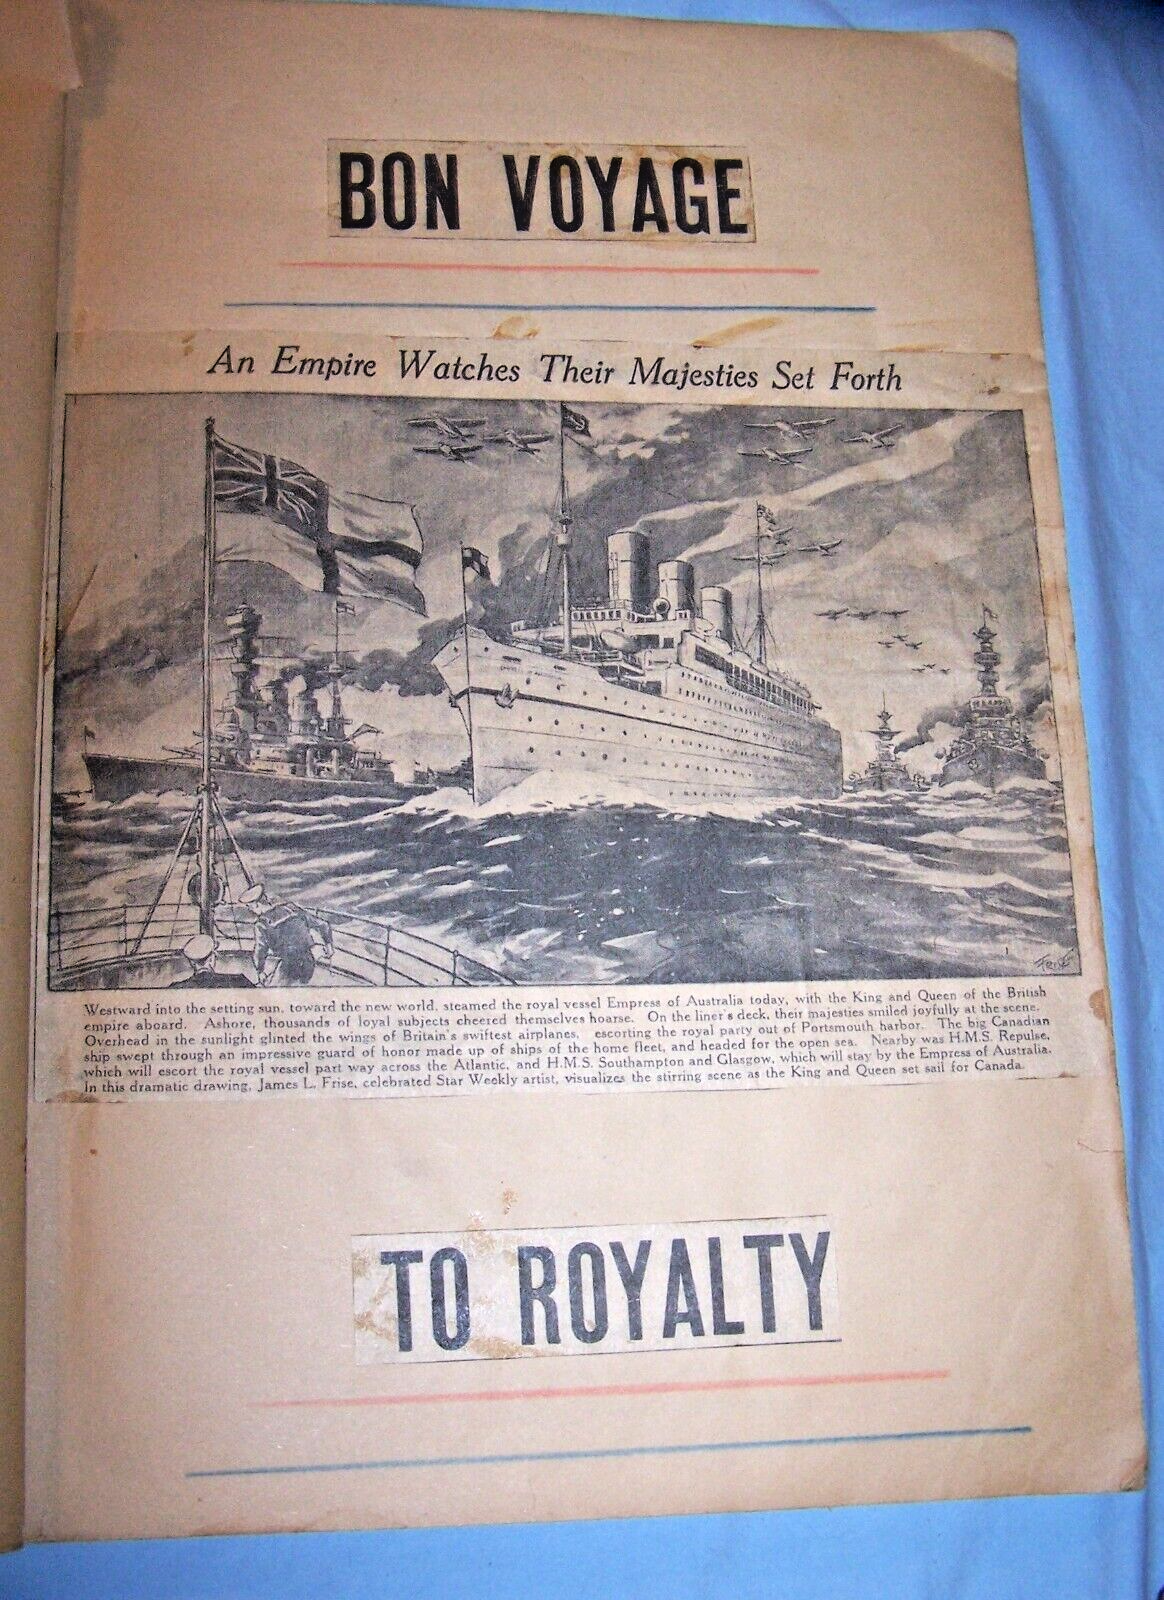 BON VOYAGE
An Empire Watches Their Majesties Set Forth
Westward into the setting sun, toward the new world, steamed the royal vessel Empress of Australia today, with the King and Queen of the British
empire aboard. Ashore, thousands of loyal subjects cheered themselves hoarse. On the liner's deck, their majesties smiled joyfully at the scene.
Overhead in the sunlight glinted the wings of Britain's swiftest airplanes, escorting the royal party out of Portsmouth harbor. The big Canadian
ship swept through an impressive guard of honor made up of ships of the home fleet, and headed for the open sea. Nearby was H.M.S. Repulse,
which will escort the royal vessel part way across the Atlantic, and H.M.S. Southampton and Glasgow, which will stay by the Empress of Australia.
In this dramatic drawing, James L. Frise, celebrated Star Weekly artist, visualizes the stirring scene as the King and Queen set sail for Canada.
TO ROYALTY